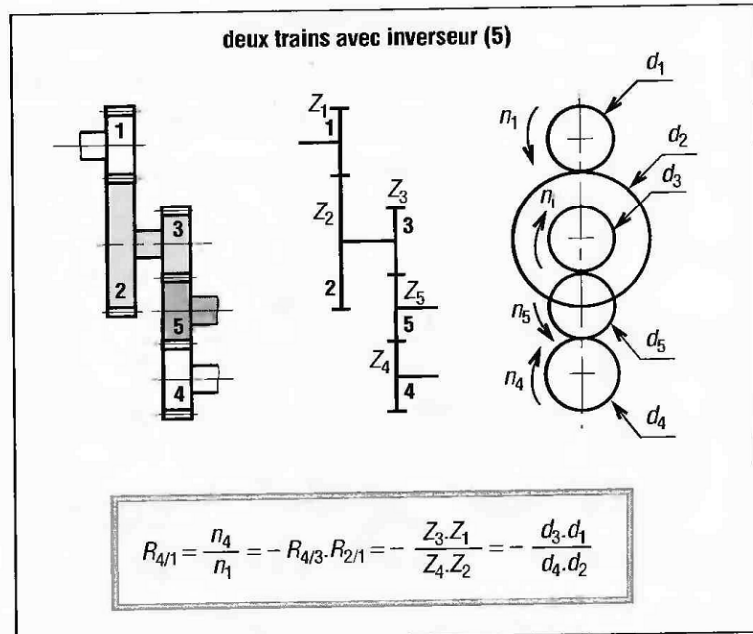 deux trains avec inverseur (5)
1
2
3
5
4
Z₁
1
Z₂
2
Z₃
3
Z₅
5
Z₄
4
d₁
n₁
d₂
d₃
nᵢ
n₅
d₅
n₄
d₄
R₄/₁ = n₄/n₁ = − R₄/₃.R₂/₁ = − Z₃.Z₁/Z₄.Z₂ = − d₃.d₁/d₄.d₂